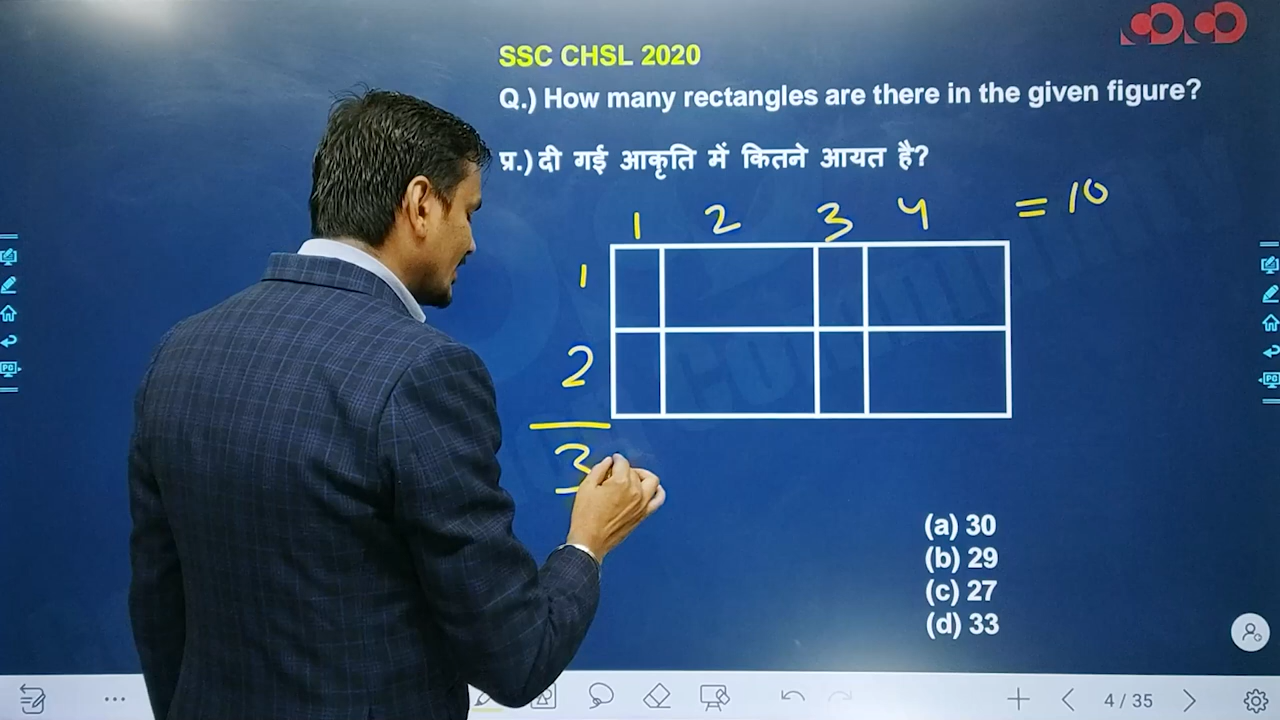 SSC CHSL 2020
Q.) How many rectangles are there in the given figure?
प्र.) दी गई आकृति में कितने आयत है?
1 2 3 4 = 10
1
2
3
(a) 30
(b) 29
(c) 27
(d) 33
4 / 35